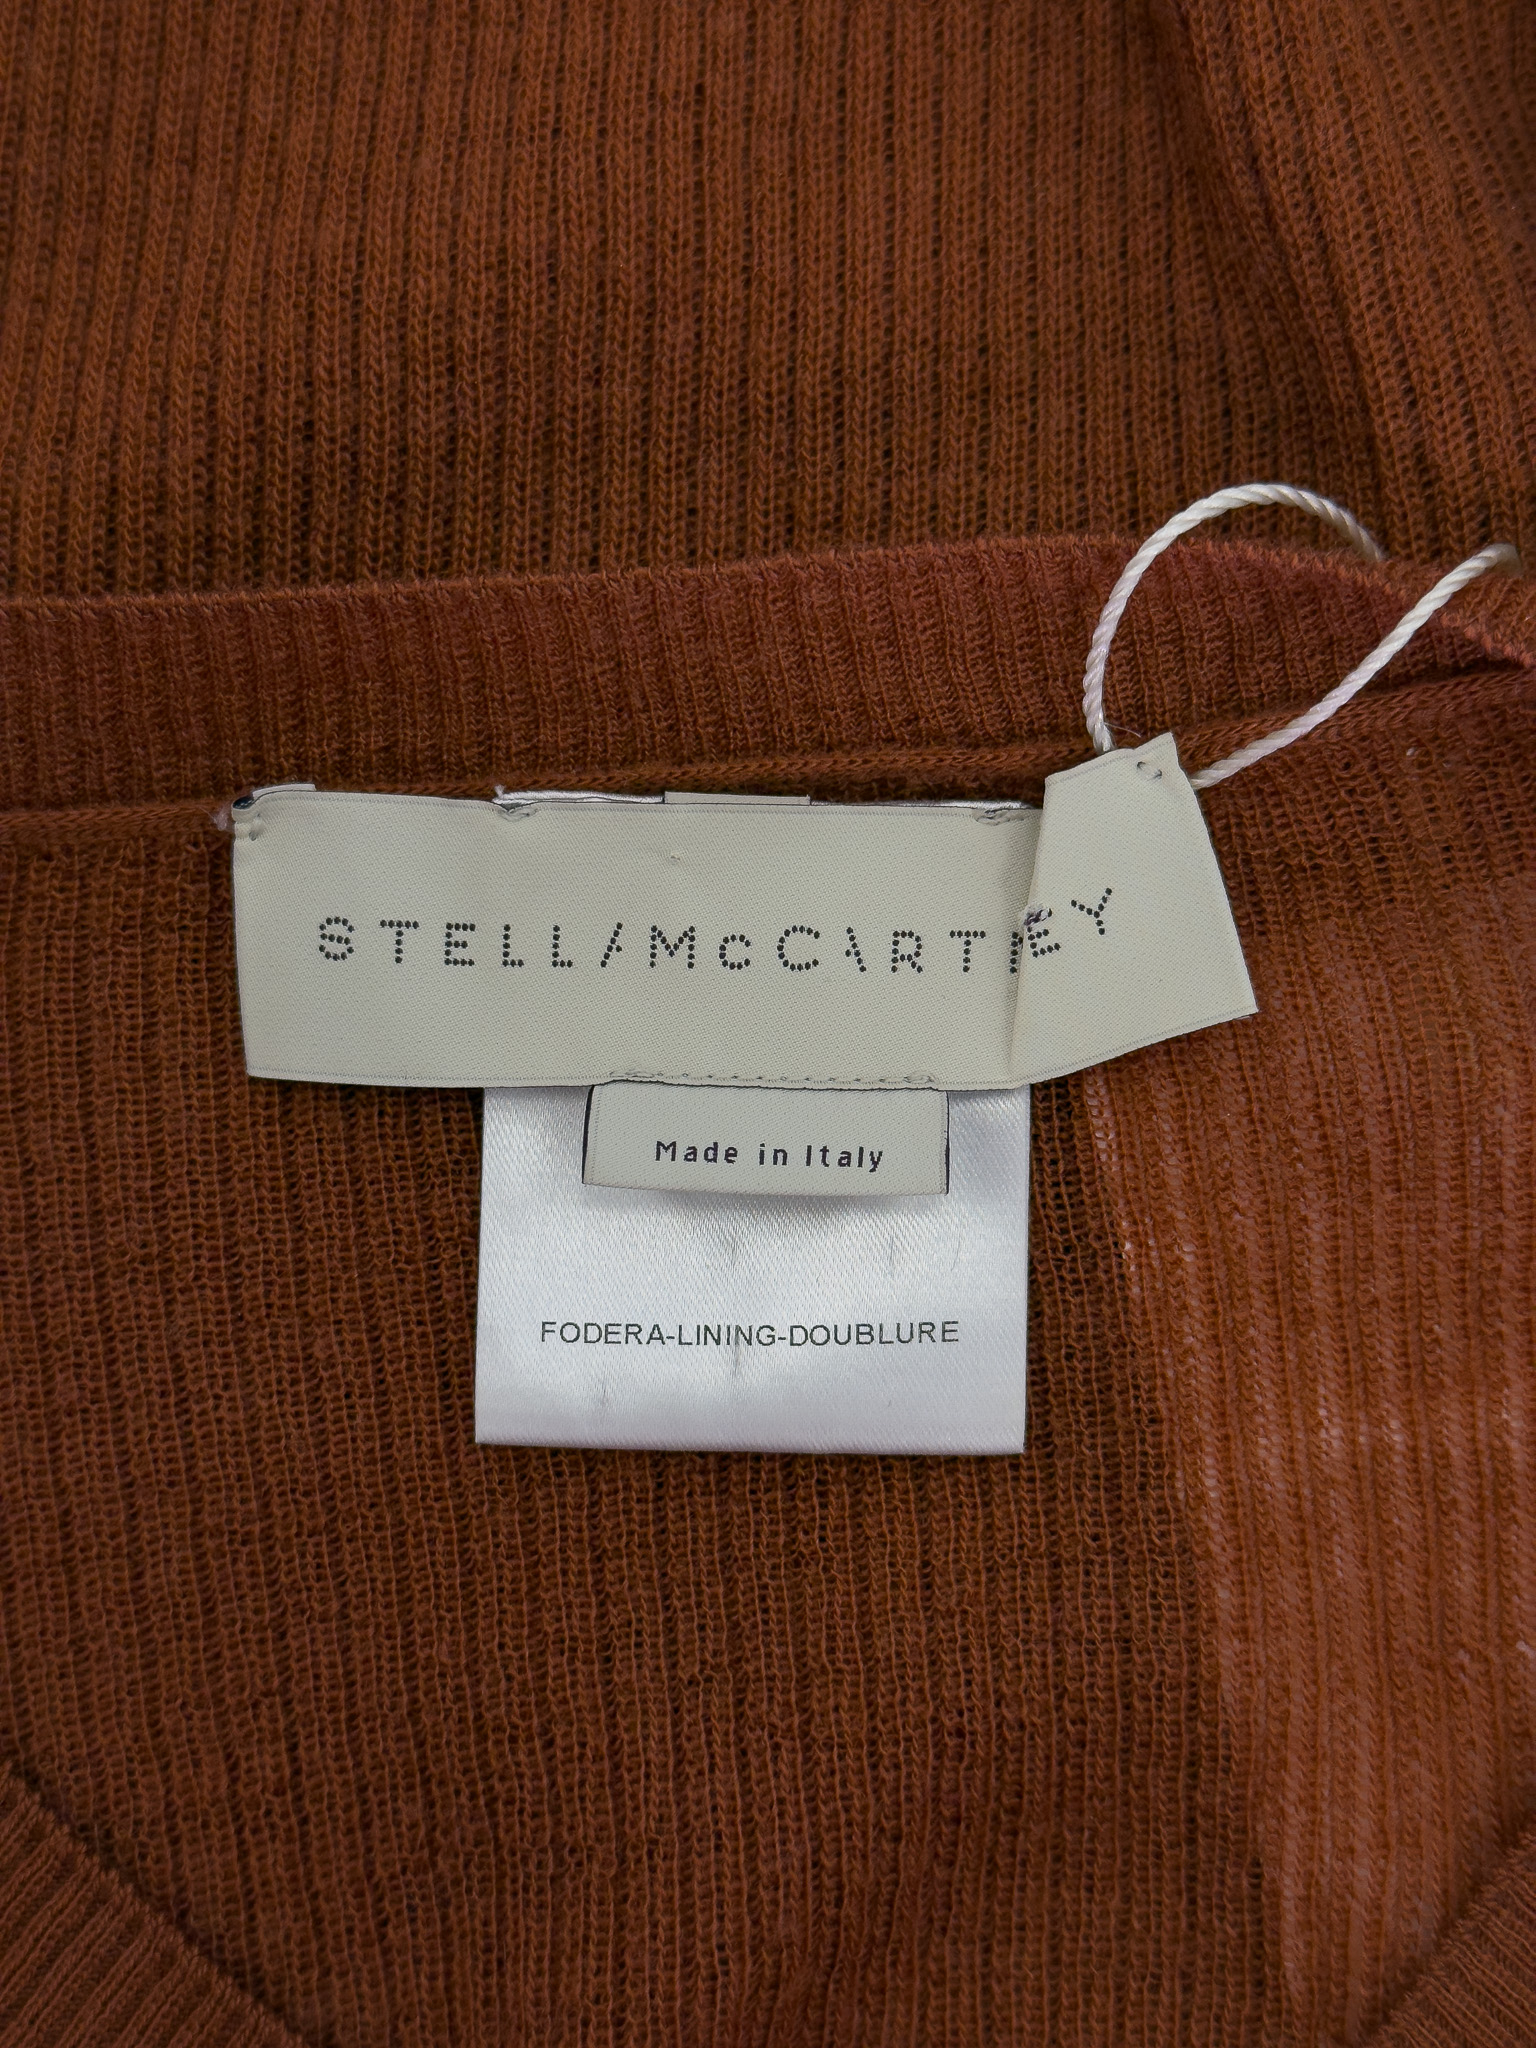 STELLA McCARTNEY
Made in Italy
FODERA-LINING-DOUBLURE